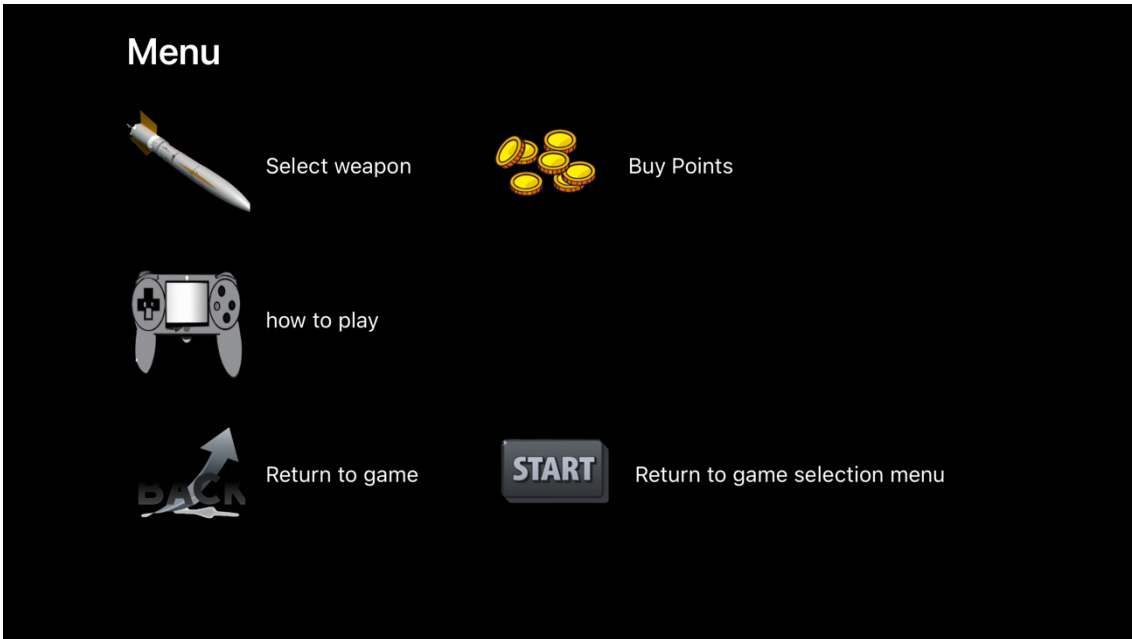 Menu
Select weapon
Buy Points
how to play
BACK
Return to game
START
Return to game selection menu